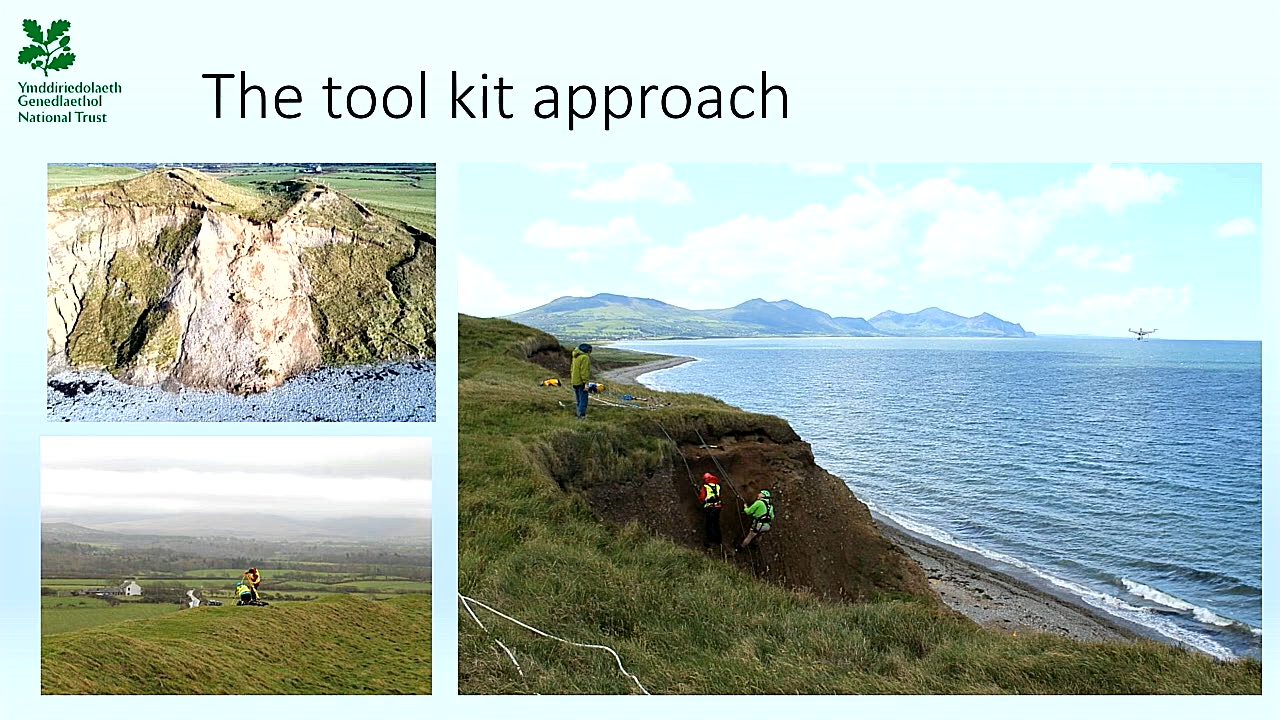 Ymddiriedolaeth
Genedlaethol
National Trust
The tool kit approach